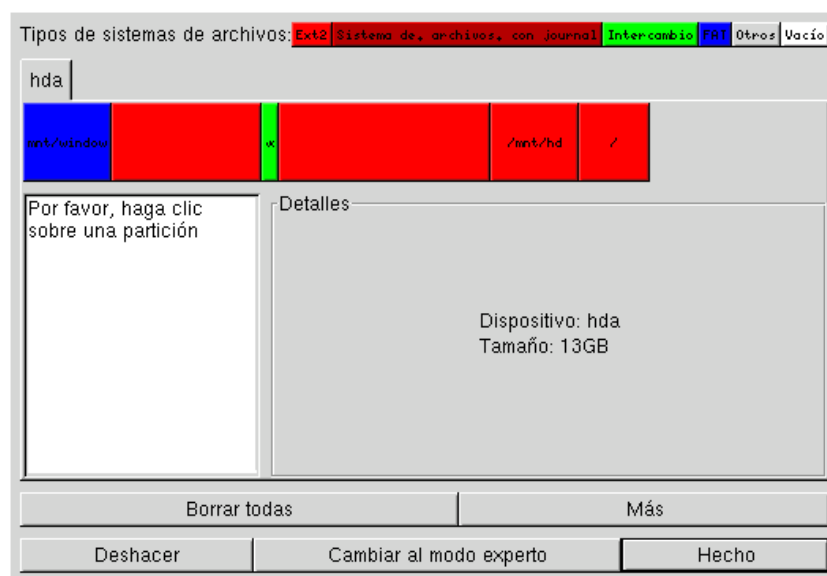 Tipos de sistemas de archivos: Ext2 Sistema de. archivos. con journal Intercambio FAT Otros Vacío
hda
mnt/window /mnt/hd /
Por favor, haga clic
sobre una partición
Detalles
Dispositivo: hda
Tamaño: 13GB
Borrar todas Más
Deshacer Cambiar al modo experto Hecho